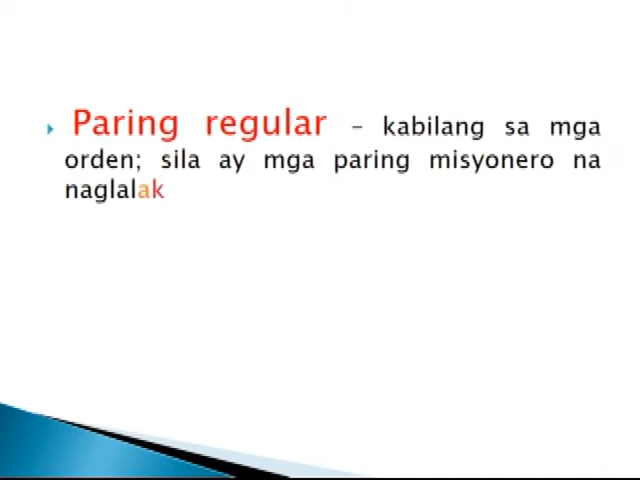 Paring regular – kabilang sa mga
orden; sila ay mga paring misyonero na
naglalak